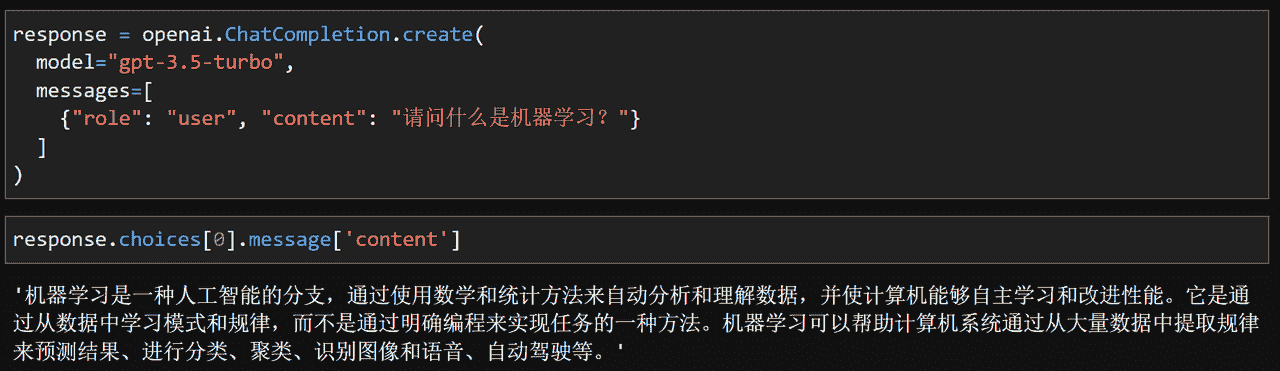 response = openai.ChatCompletion.create(
  model="gpt-3.5-turbo",
  messages=[
    {"role": "user", "content": "请问什么是机器学习？"}
  ]
)
response.choices[0].message['content']
'机器学习是一种人工智能的分支，通过使用数学和统计方法来自动分析和理解数据，并使计算机能够自主学习和改进性能。它是通
过从数据中学习模式和规律，而不是通过明确编程来实现任务的一种方法。机器学习可以帮助计算机系统通过从大量数据中提取规律
来预测结果、进行分类、聚类、识别图像和语音、自动驾驶等。'